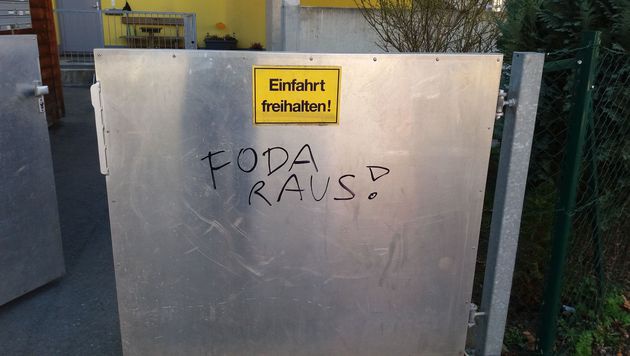 Einfahrt
freihalten!
FODA
RAUS!